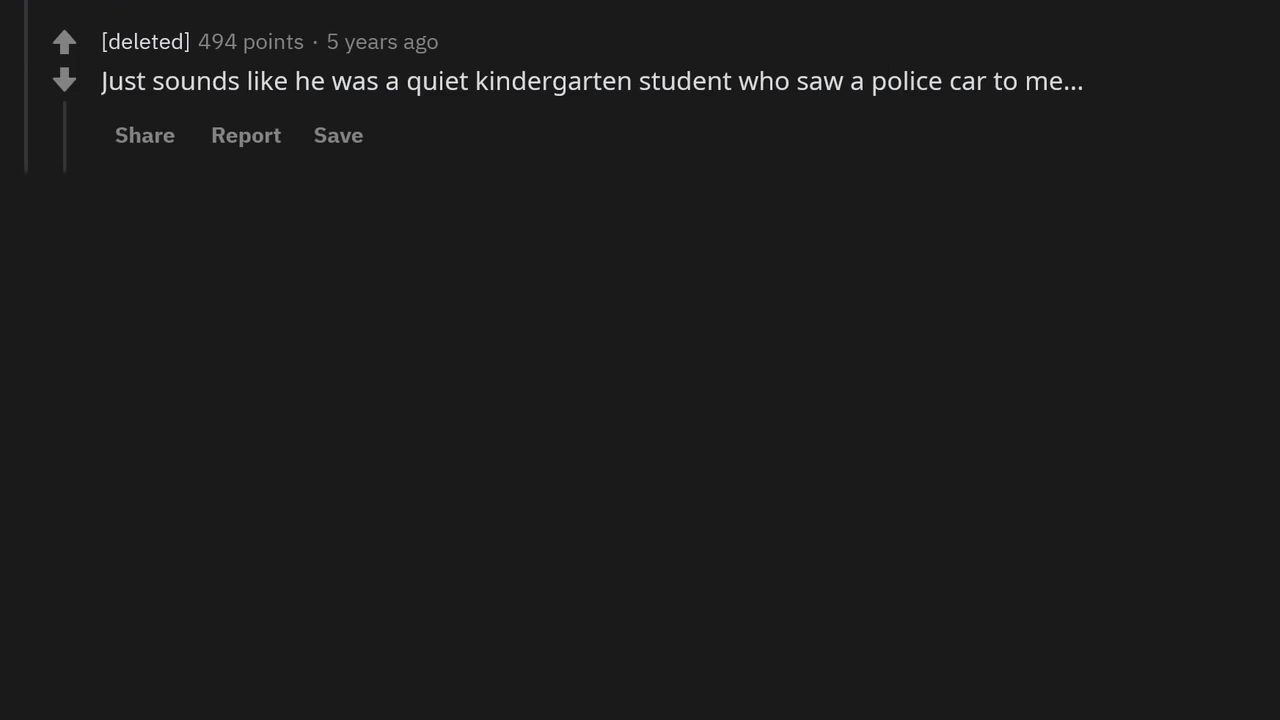 [deleted] 494 points · 5 years ago
Just sounds like he was a quiet kindergarten student who saw a police car to me...
Share Report Save